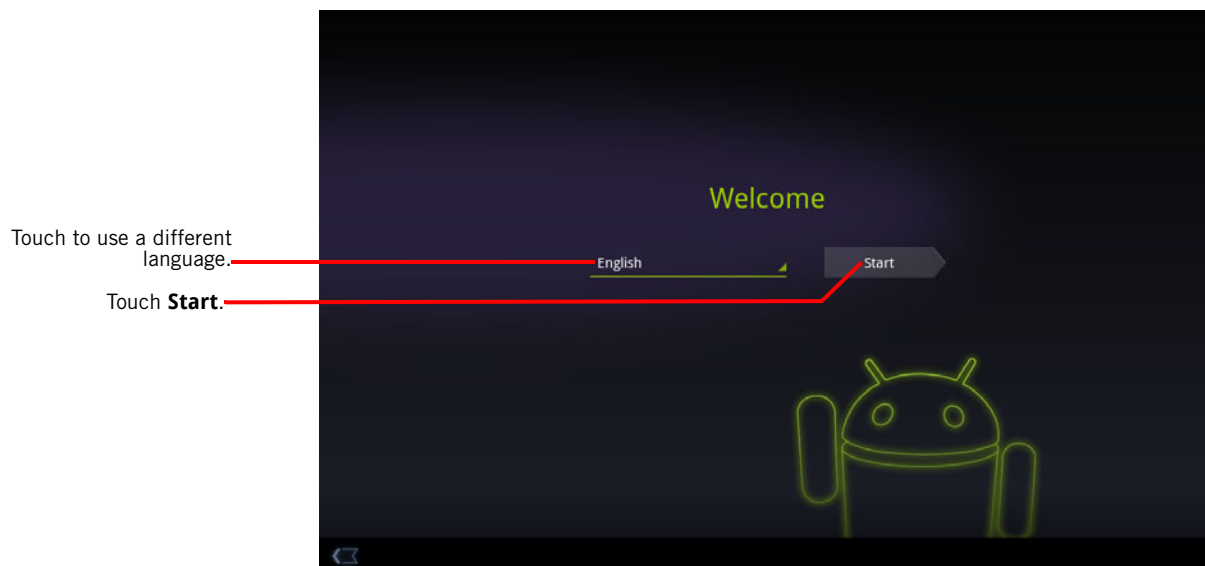 Welcome
Touch to use a different
language.
English
Start
Touch Start.